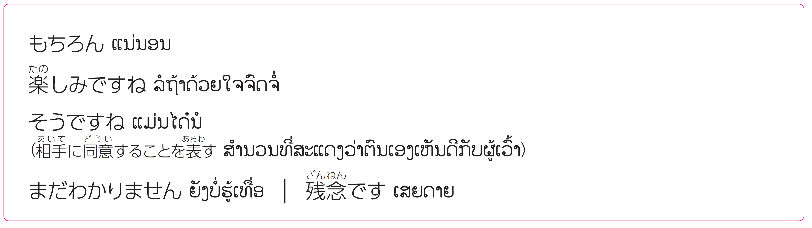 もちろん ແນ່ນອນ
楽しみですね ລໍຖ້າດ້ວຍໃຈຈົດຈໍ່
そうですね ແມ່ນໄດ໋ນໍ
(相手に同意することを表す ສຳນວນທີ່ສະແດງວ່າຕົນເອງເຫັນດີກັບຜູ້ເວົ້າ)
まだわかりません ຍັງບໍ່ຮູ້ເທື່ອ | 残念です ເສຍດາຍ